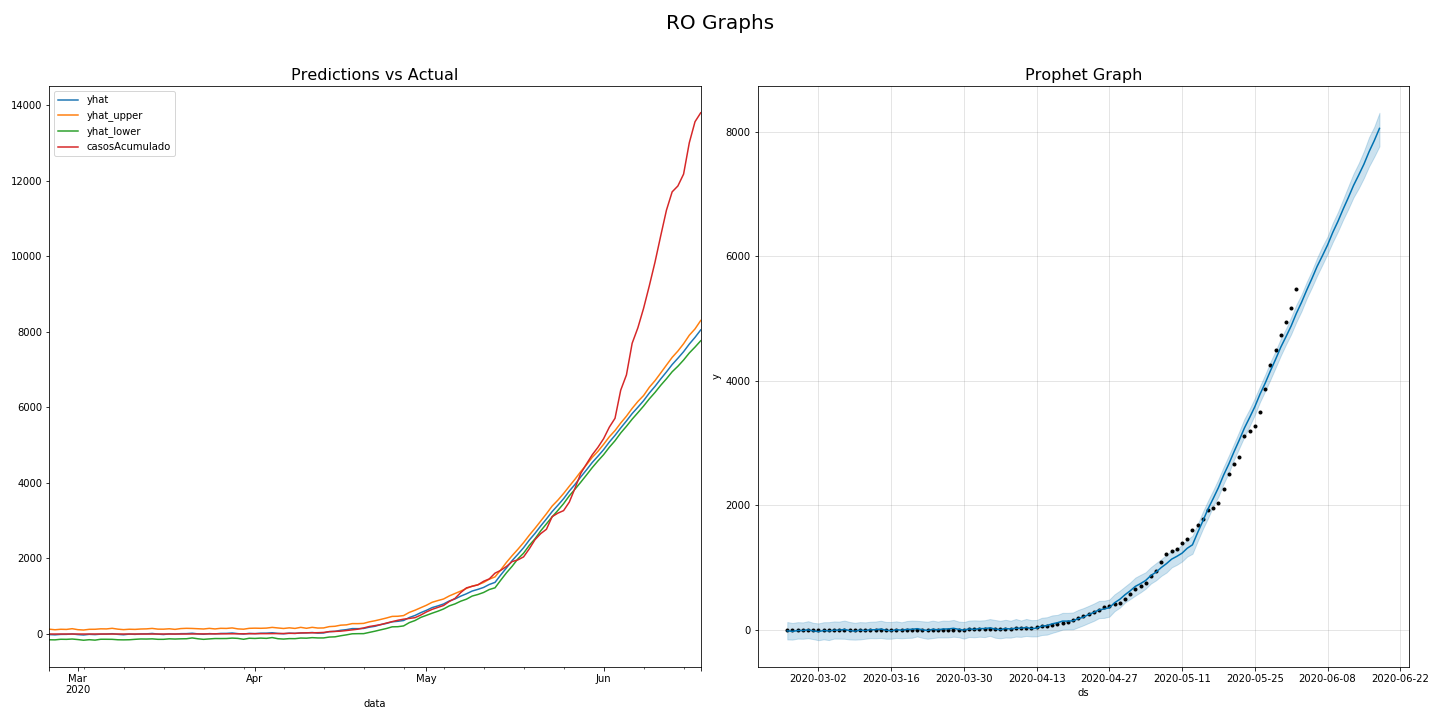 RO Graphs
Predictions vs Actual
yhat
yhat_upper
yhat_lower
casosAcumulado
14000
12000
10000
8000
6000
4000
2000
0
Mar
2020
Apr
May
Jun
data
Prophet Graph
8000
6000
4000
2000
0
y
2020-03-02
2020-03-16
2020-03-30
2020-04-13
2020-04-27
2020-05-11
2020-05-25
2020-06-08
2020-06-22
ds